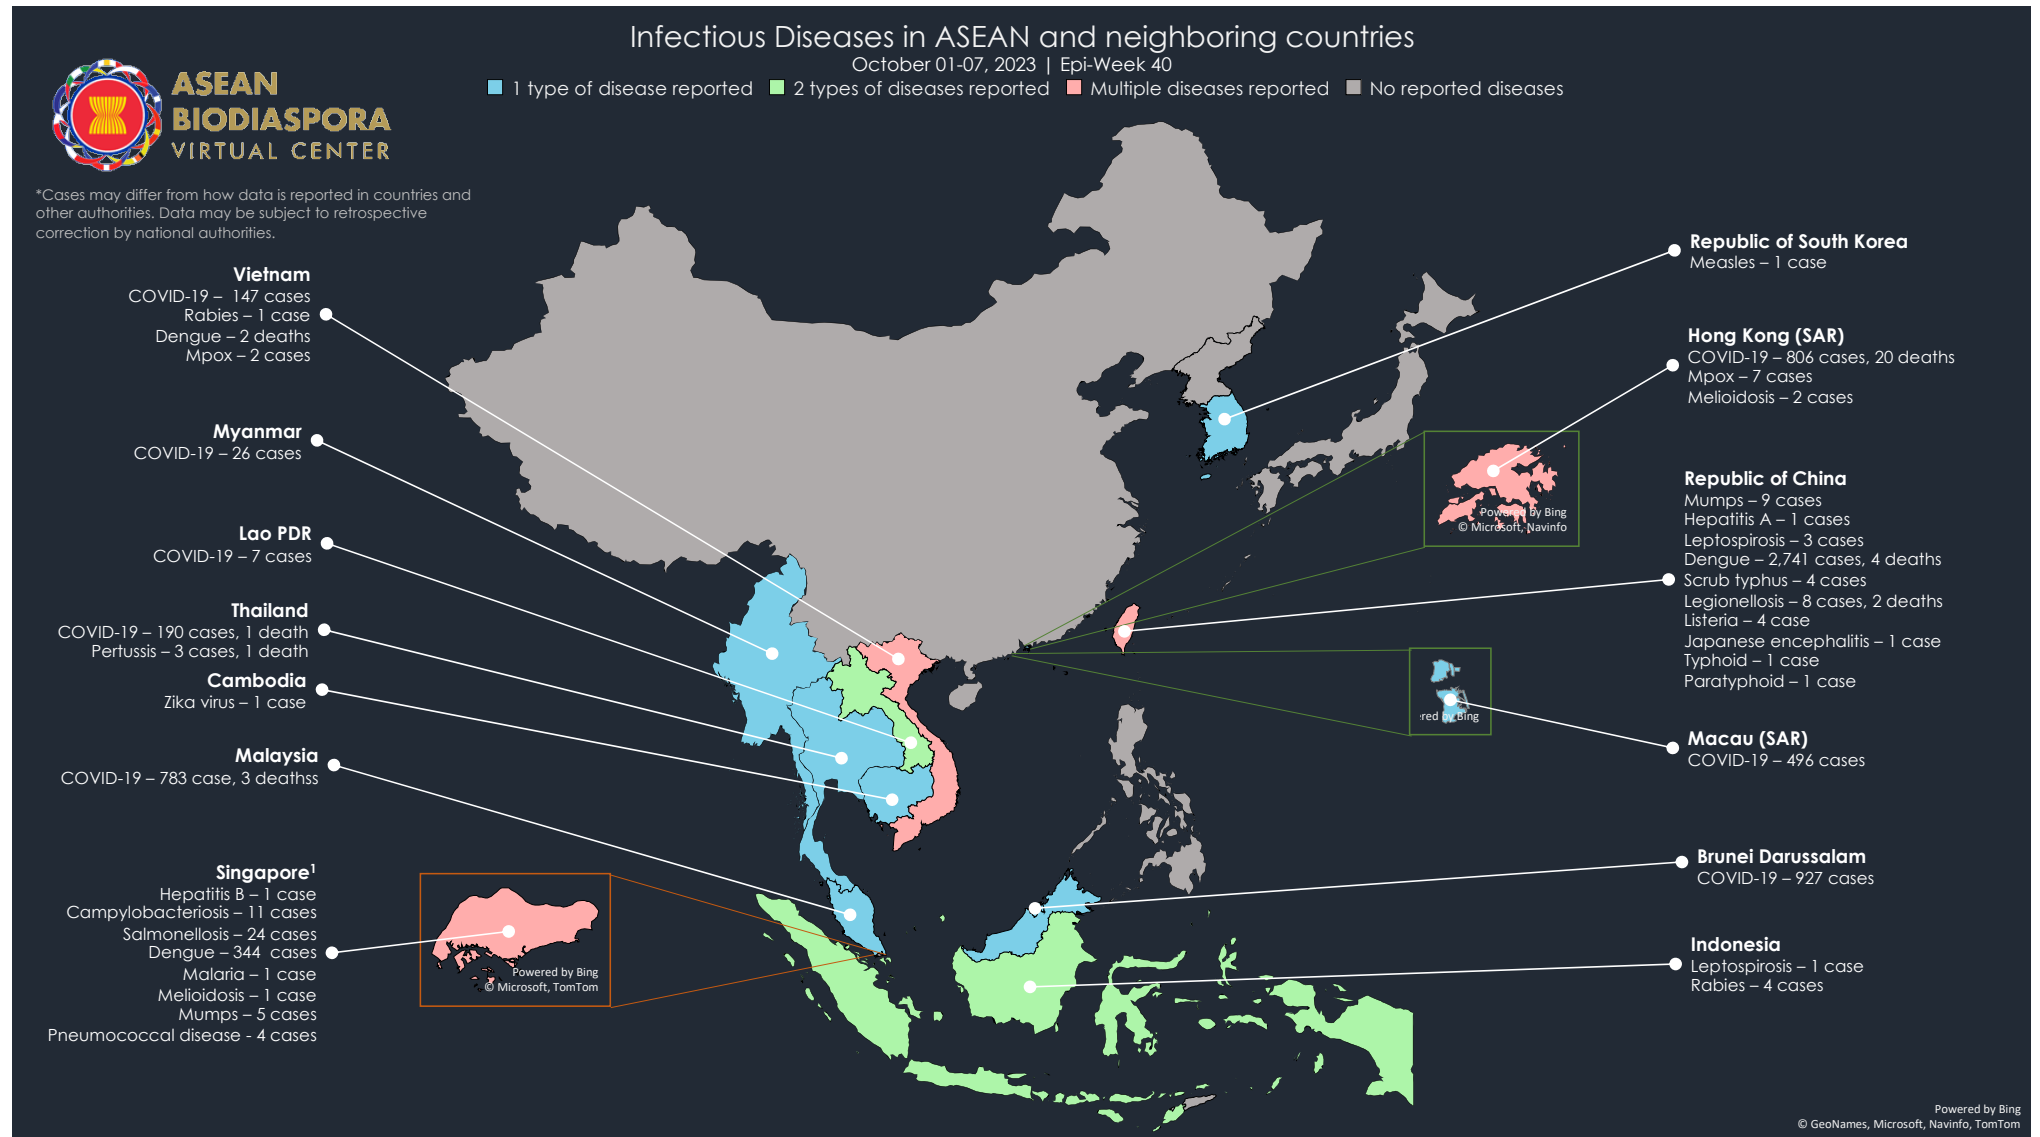 Infectious Diseases in ASEAN and neighboring countries
October 01-07, 2023 | Epi-Week 40
1 type of disease reported
2 types of diseases reported
Multiple diseases reported
No reported diseases
ASEAN
BIODIASPORA
VIRTUAL CENTER
*Cases may differ from how data is reported in countries and
other authorities. Data may be subject to retrospective
correction by national authorities.
Vietnam
COVID-19 – 147 cases
Rabies – 1 case
Dengue – 2 deaths
Mpox – 2 cases
Myanmar
COVID-19 – 26 cases
Lao PDR
COVID-19 – 7 cases
Thailand
COVID-19 – 190 cases, 1 death
Pertussis – 3 cases, 1 death
Cambodia
Zika virus – 1 case
Malaysia
COVID-19 – 783 case, 3 deathss
Singapore¹
Hepatitis B – 1 case
Campylobacteriosis – 11 cases
Salmonellosis – 24 cases
Dengue – 344 cases
Malaria – 1 case
Melioidosis – 1 case
Mumps – 5 cases
Pneumococcal disease - 4 cases
Powered by Bing
© Microsoft, TomTom
Republic of South Korea
Measles – 1 case
Hong Kong (SAR)
COVID-19 – 806 cases, 20 deaths
Mpox – 7 cases
Melioidosis – 2 cases
Powered by Bing
© Microsoft, Navinfo
Republic of China
Mumps – 9 cases
Hepatitis A – 1 cases
Leptospirosis – 3 cases
Dengue – 2,741 cases, 4 deaths
Scrub typhus – 4 cases
Legionellosis – 8 cases, 2 deaths
Listeria – 4 case
Japanese encephalitis – 1 case
Typhoid – 1 case
Paratyphoid – 1 case
red by Bing
Macau (SAR)
COVID-19 – 496 cases
Brunei Darussalam
COVID-19 – 927 cases
Indonesia
Leptospirosis – 1 case
Rabies – 4 cases
Powered by Bing
© GeoNames, Microsoft, Navinfo, TomTom